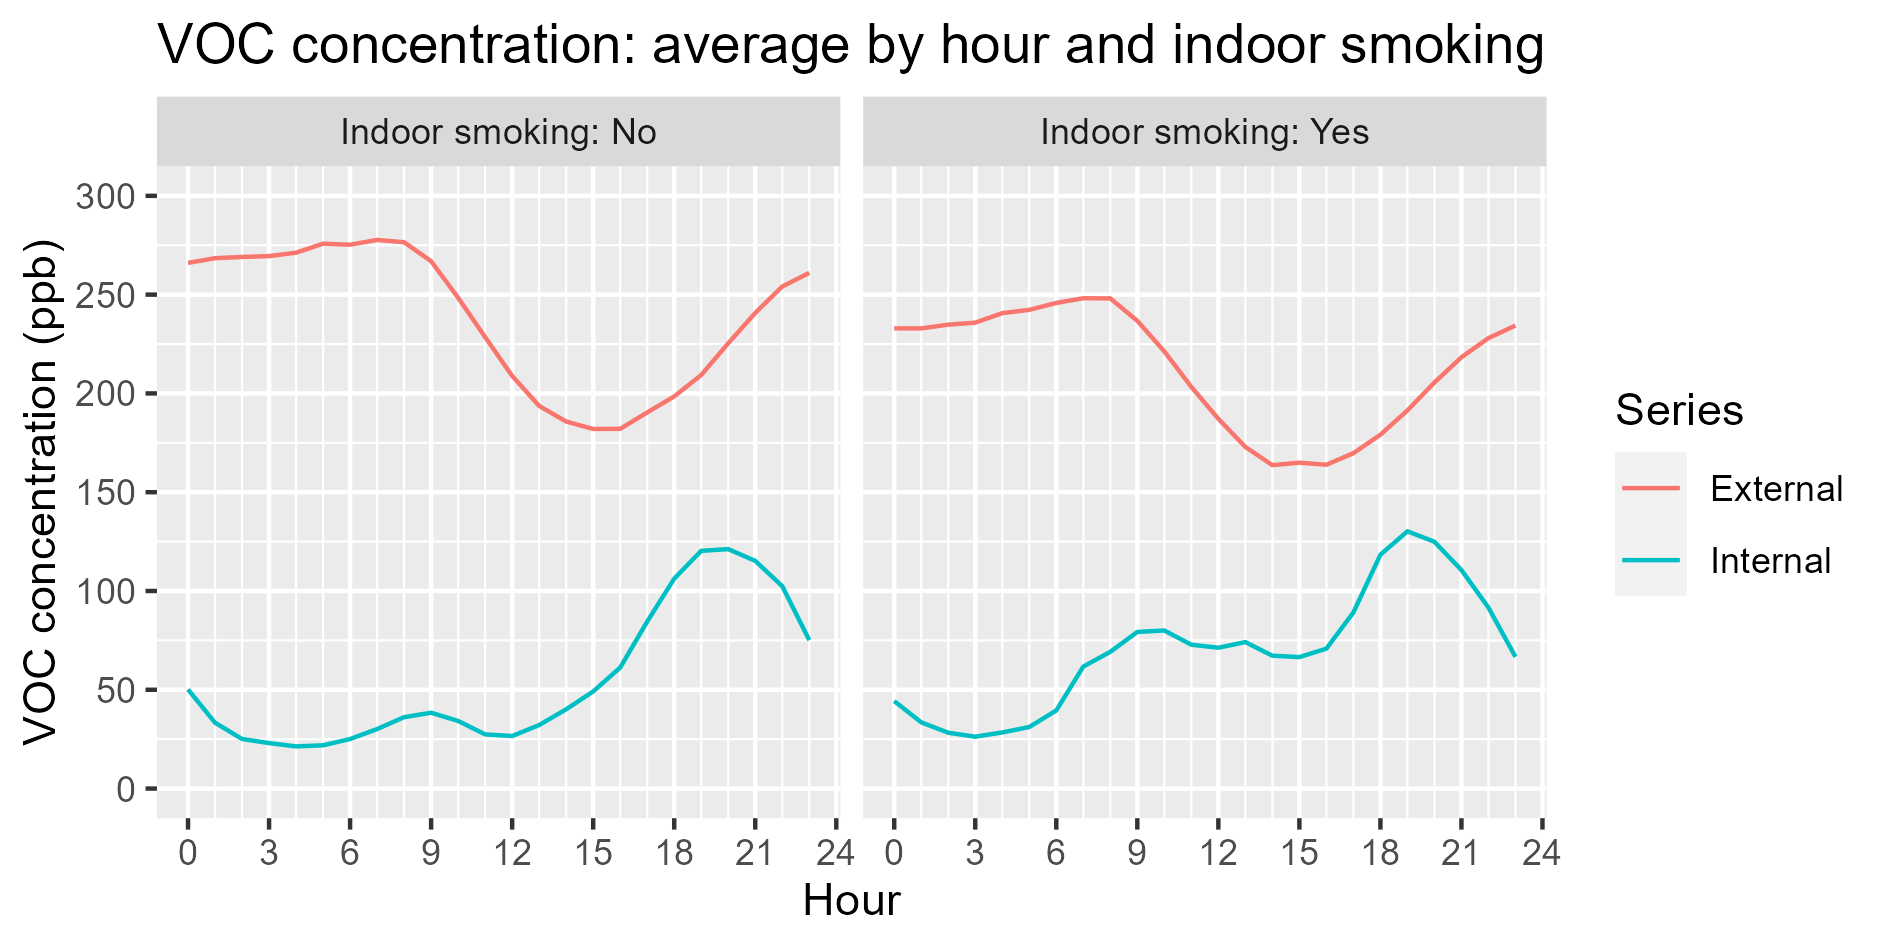 VOC concentration: average by hour and indoor smoking
Indoor smoking: No
Indoor smoking: Yes
VOC concentration (ppb)
300
250
200
150
100
50
0
0 3 6 9 12 15 18 21 24
0 3 6 9 12 15 18 21 24
Hour
Series
External
Internal